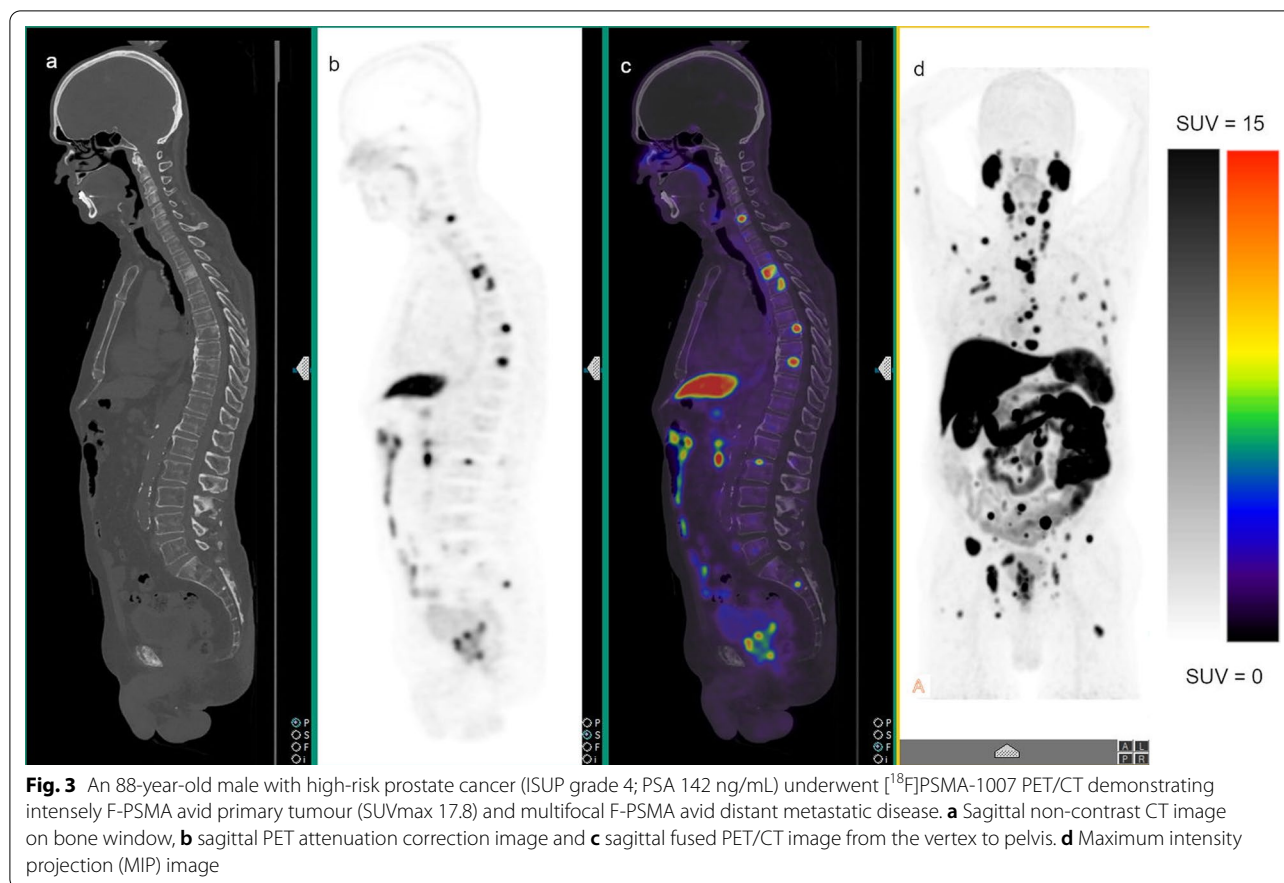 a
b
c
d
SUV = 15
SUV = 0
P
S
F
i
P
S
F
i
P
S
F
i
A
A L
P R
Fig. 3 An 88-year-old male with high-risk prostate cancer (ISUP grade 4; PSA 142 ng/mL) underwent [¹⁸F]PSMA-1007 PET/CT demonstrating
intensely F-PSMA avid primary tumour (SUVmax 17.8) and multifocal F-PSMA avid distant metastatic disease. a Sagittal non-contrast CT image
on bone window, b sagittal PET attenuation correction image and c sagittal fused PET/CT image from the vertex to pelvis. d Maximum intensity
projection (MIP) image